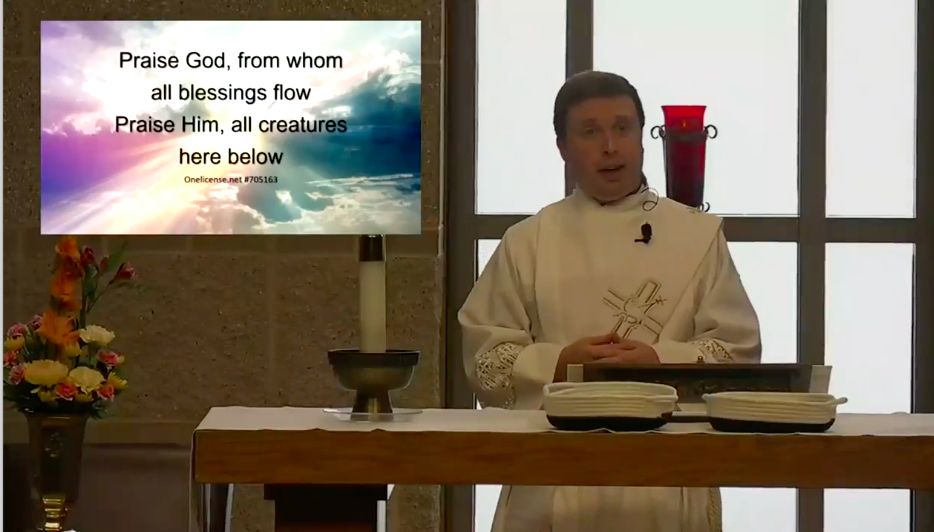 Praise God, from whom
all blessings flow
Praise Him, all creatures
here below
Onelicense.net #705163